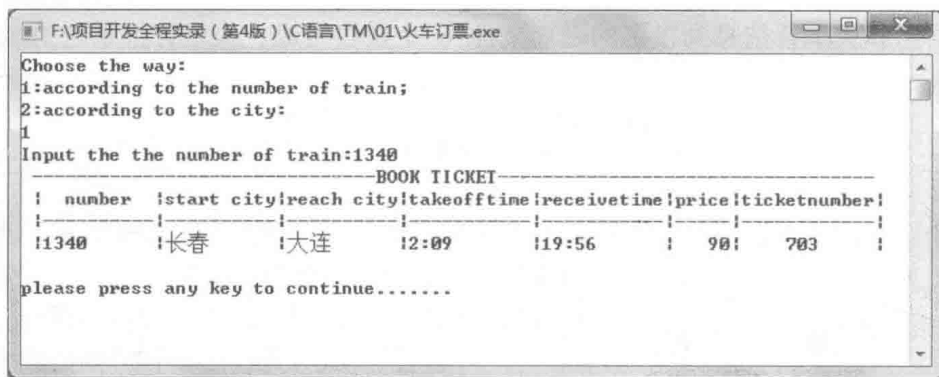 F:\项目开发全程实录（第4版）\C语言\TM\01\火车订票.exe
Choose the way:
1:according to the number of train;
2:according to the city:
1
Input the the number of train:1340
--------------------------------BOOK TICKET-----------------------------------
| number |start city|reach city|takeofftime|receivetime|price|ticketnumber|
|----------|----------|----------|-----------|-----------|-----|------------|
|1340 |长春 |大连 |2:09 |19:56 | 90| 703 |
please press any key to continue.......